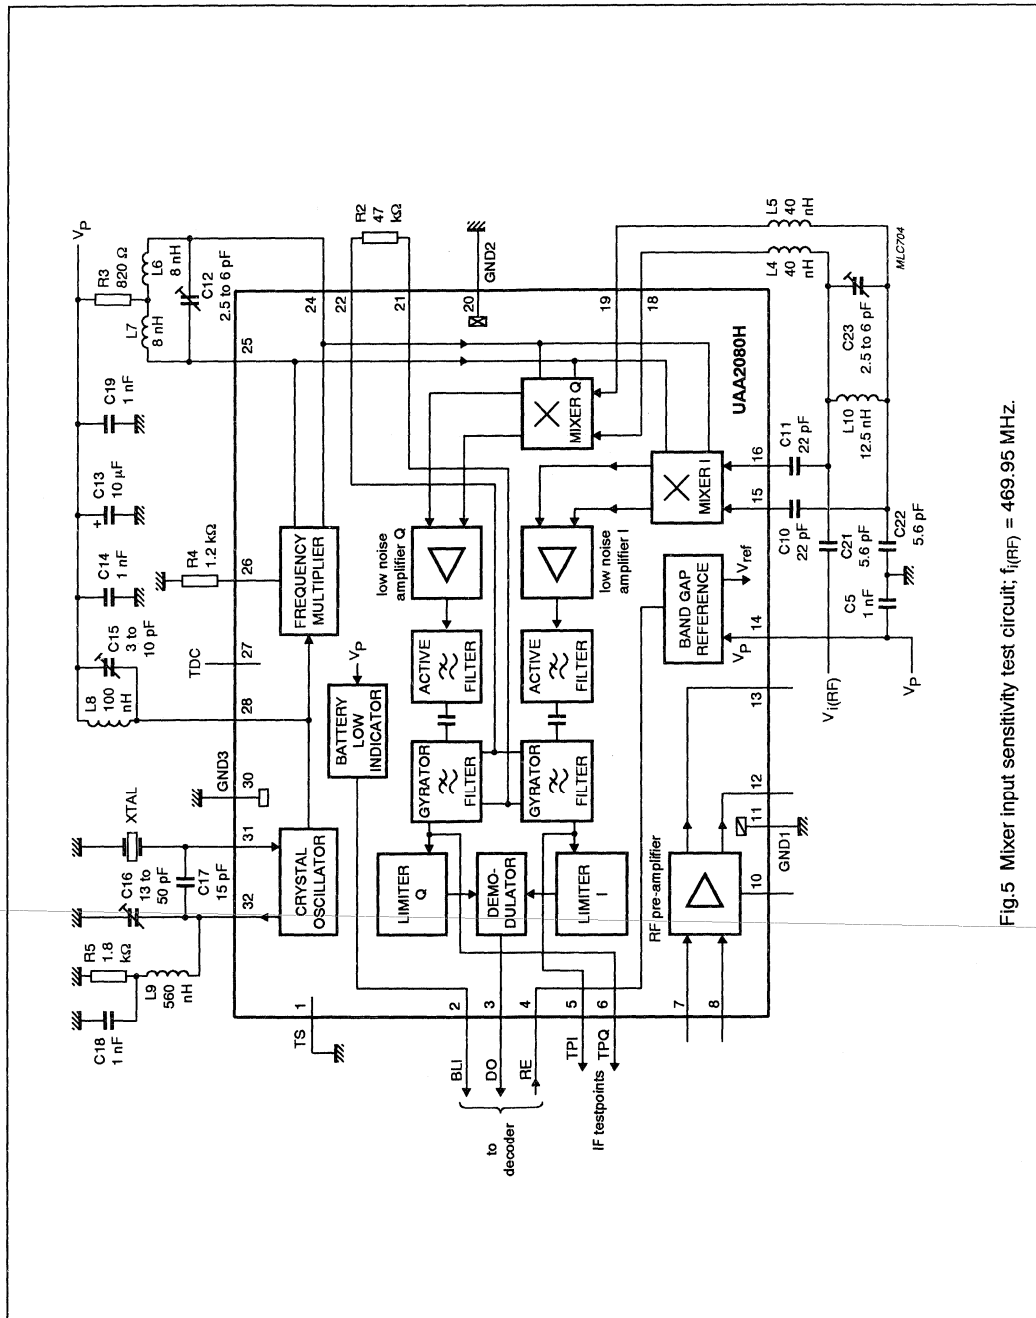 VP
R3
820 Ω
L6
8 nH
C12
2.5 to 6 pF
L7
8 nH
C19
1 nF
C13
+
10 µF
C14
1 nF
R4
1.2 kΩ
C15
3 to
10 pF
L8
100
nH
XTAL
C16
13 to
50 pF
C17
15 pF
R5
1.8
kΩ
L9
560
nH
C18
1 nF
R2
47
kΩ
GND2
TDC
GND3
TS
32
31
30
28
27
26
25
24
22
21
20
19
18
1
2
3
4
5
6
7
8
10
11
12
13
14
15
16
CRYSTAL
OSCILLATOR
FREQUENCY
MULTIPLIER
BATTERY
LOW
INDICATOR
VP
low noise
amplifier Q
MIXER Q
ACTIVE
FILTER
GYRATOR
FILTER
LIMITER
Q
DEMO-
DULATOR
LIMITER
I
GYRATOR
FILTER
ACTIVE
FILTER
low noise
amplifier I
MIXER I
UAA2080H
RF pre-amplifier
BAND GAP
REFERENCE
Vref
VP
BLI
DO
RE
TPI
TPQ
to
decoder
IF testpoints
GND1
Vi(RF)
VP
C5
1 nF
C10
22 pF
C11
22 pF
C21
5.6 pF
C22
5.6 pF
L10
12.5 nH
C23
2.5 to 6 pF
L4
40
nH
L5
40
nH
MLC704
Fig.5 Mixer input sensitivity test circuit; fi(RF) = 469.95 MHz.